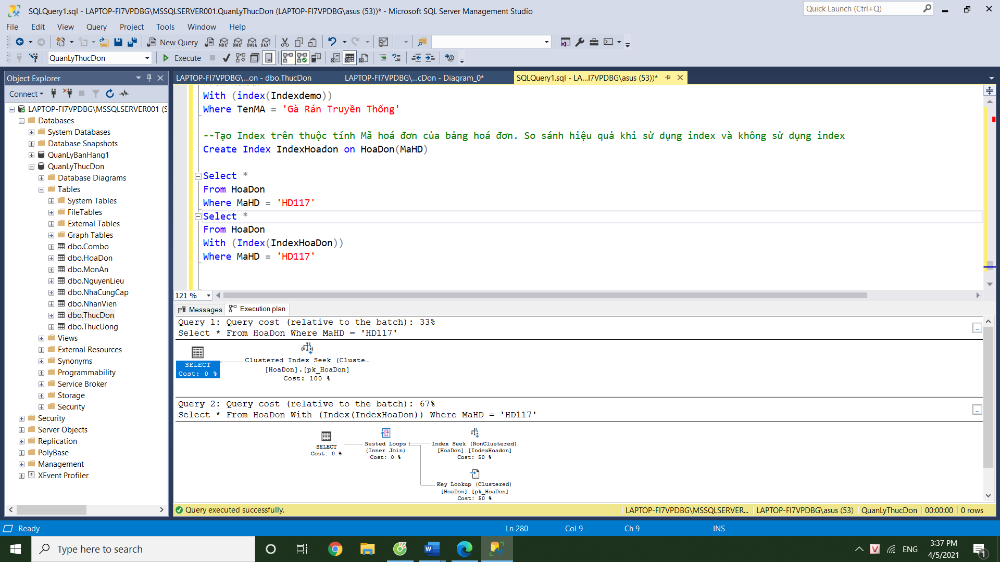 SQLQuery1.sql - LAPTOP-FI7VPDBG\MSSQLSERVER001.QuanLyThucDon (LAPTOP-FI7VPDBG\asus (53))* - Microsoft SQL Server Management Studio
Quick Launch (Ctrl+Q)
File Edit View Query Project Tools Window Help
New Query
MDX DMX XMLA DAX
QuanLyThucDon
Execute
Object Explorer
LAPTOP-FI7VPDBG\...on - dbo.ThucDon
LAPTOP-FI7VPDBG\...cDon - Diagram_0*
SQLQuery1.sql - LA...I7VPDBG\asus (53))*
Connect
LAPTOP-FI7VPDBG\MSSQLSERVER001 (S
Databases
System Databases
Database Snapshots
QuanLyBanHang1
QuanLyThucDon
Database Diagrams
Tables
System Tables
FileTables
External Tables
Graph Tables
dbo.Combo
dbo.HoaDon
dbo.MonAn
dbo.NguyenLieu
dbo.NhaCungCap
dbo.NhanVien
dbo.ThucDon
dbo.ThucUong
Views
External Resources
Synonyms
Programmability
Service Broker
Storage
Security
Security
Server Objects
Replication
PolyBase
Management
XEvent Profiler
With (index(Indexdemo))
Where TenMA = 'Gà Rán Truyền Thống'
--Tạo Index trên thuộc tính Mã hoá đơn của bảng hoá đơn. So sánh hiệu quả khi sử dụng index và không sử dụng index
Create Index IndexHoadon on HoaDon(MaHD)
Select *
From HoaDon
Where MaHD = 'HD117'
Select *
From HoaDon
With (Index(IndexHoaDon))
Where MaHD = 'HD117'
121 %
Messages
Execution plan
Query 1: Query cost (relative to the batch): 33%
Select * From HoaDon Where MaHD = 'HD117'
SELECT
Cost: 0 %
Clustered Index Seek (Cluste…
[HoaDon].[pk_HoaDon]
Cost: 100 %
Query 2: Query cost (relative to the batch): 67%
Select * From HoaDon With (Index(IndexHoaDon)) Where MaHD = 'HD117'
SELECT
Cost: 0 %
Nested Loops
(Inner Join)
Cost: 0 %
Index Seek (NonClustered)
[HoaDon].[IndexHoadon]
Cost: 50 %
Key Lookup (Clustered)
[HoaDon].[pk_HoaDon]
Cost: 50 %
Query executed successfully.
LAPTOP-FI7VPDBG\MSSQLSERVER...
LAPTOP-FI7VPDBG\asus (53)
QuanLyThucDon
00:00:00
0 rows
Ready
Ln 280
Col 9
Ch 9
INS
Type here to search
ENG
3:37 PM
4/5/2021
1